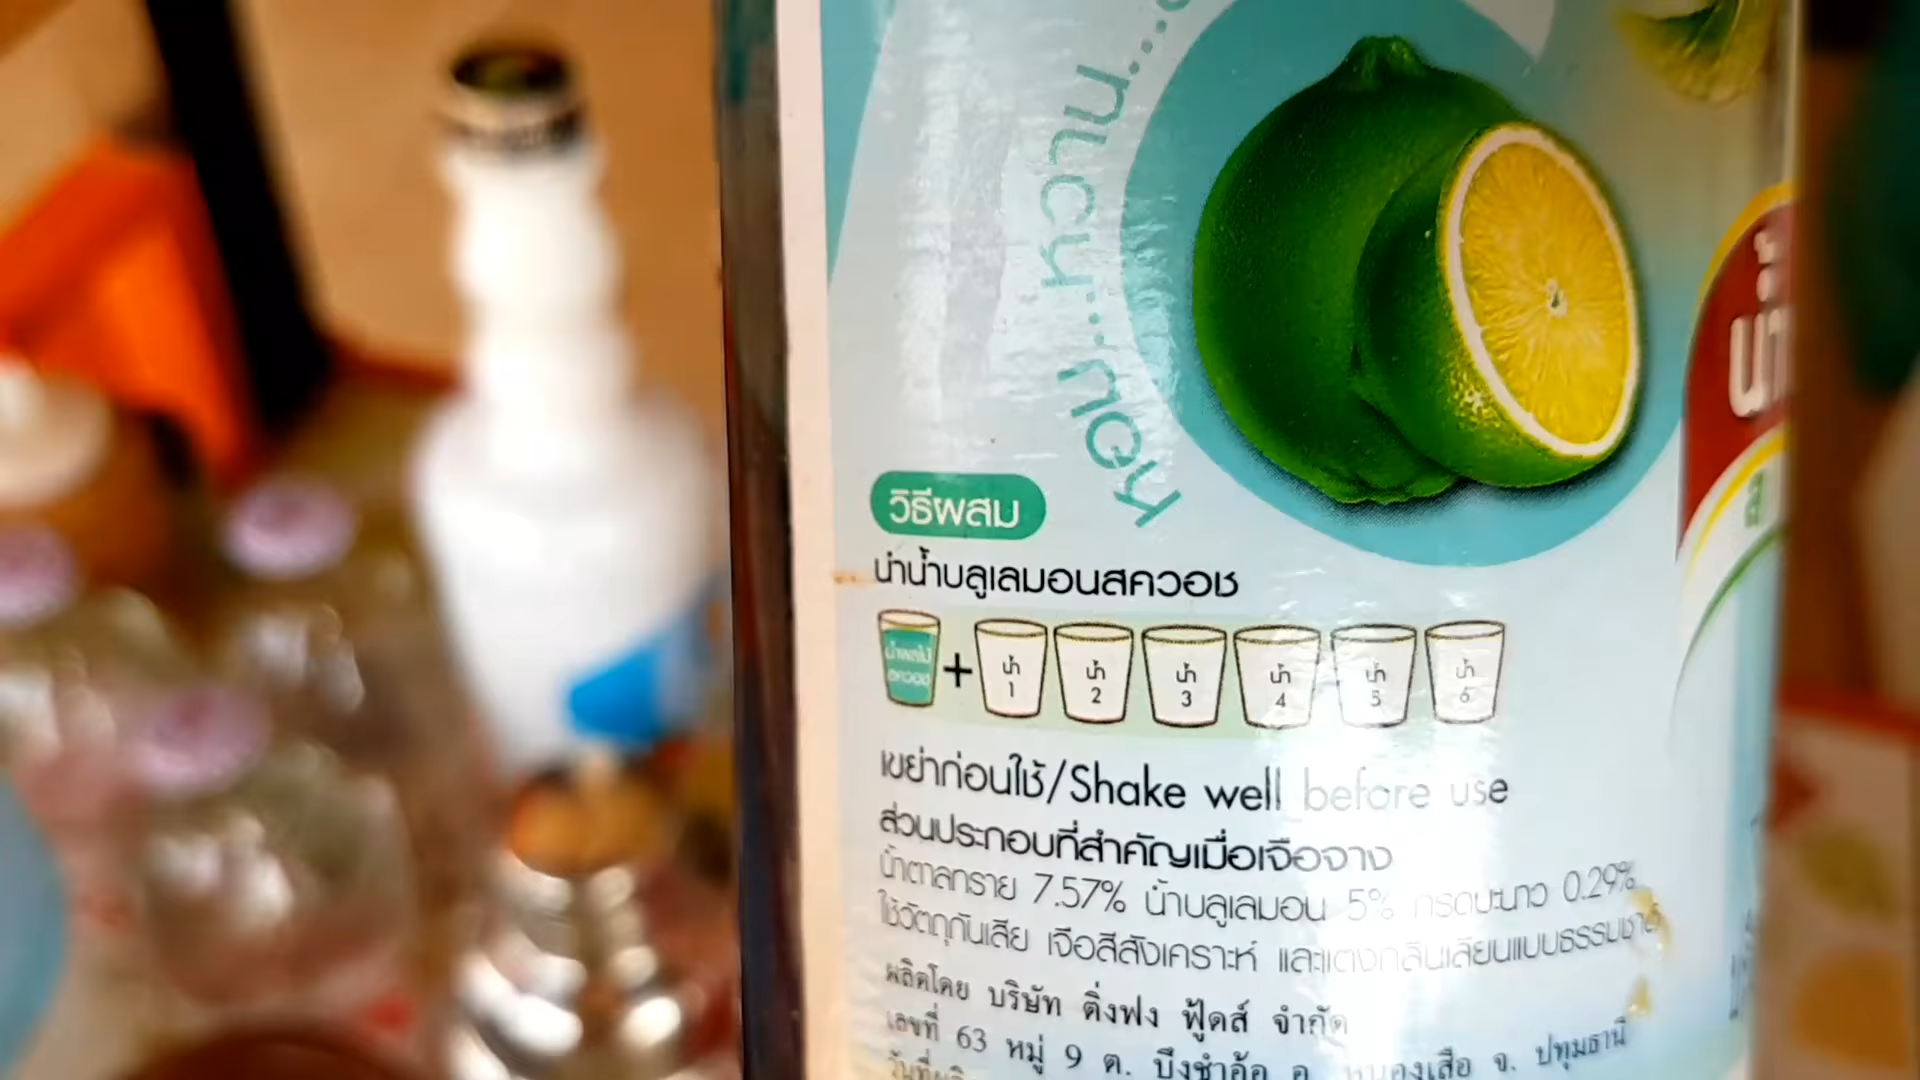 หอม...หวาน...
วิธีผสม
นำน้ำบลูเลมอนสควอช
น้ำผลไม้
สควอช
+
น้ำ 1
น้ำ 2
น้ำ 3
น้ำ 4
น้ำ 5
น้ำ 6
เขย่าก่อนใช้/Shake well before use
ส่วนประกอบที่สำคัญเมื่อเจือจาง
น้ำตาลทราย 7.57% น้ำบลูเลมอน 5% กรดมะนาว 0.29%
ใช้วัตถุกันเสีย เจือสีสังเคราะห์ และแต่งกลิ่นเลียนแบบธรรมชาติ
ผลิตโดย บริษัท ติ่งฟง ฟู้ดส์ จำกัด
เลขที่ 63 หมู่ 9 ต. บึงชำอ้อ อ. หนองเสือ จ. ปทุมธานี